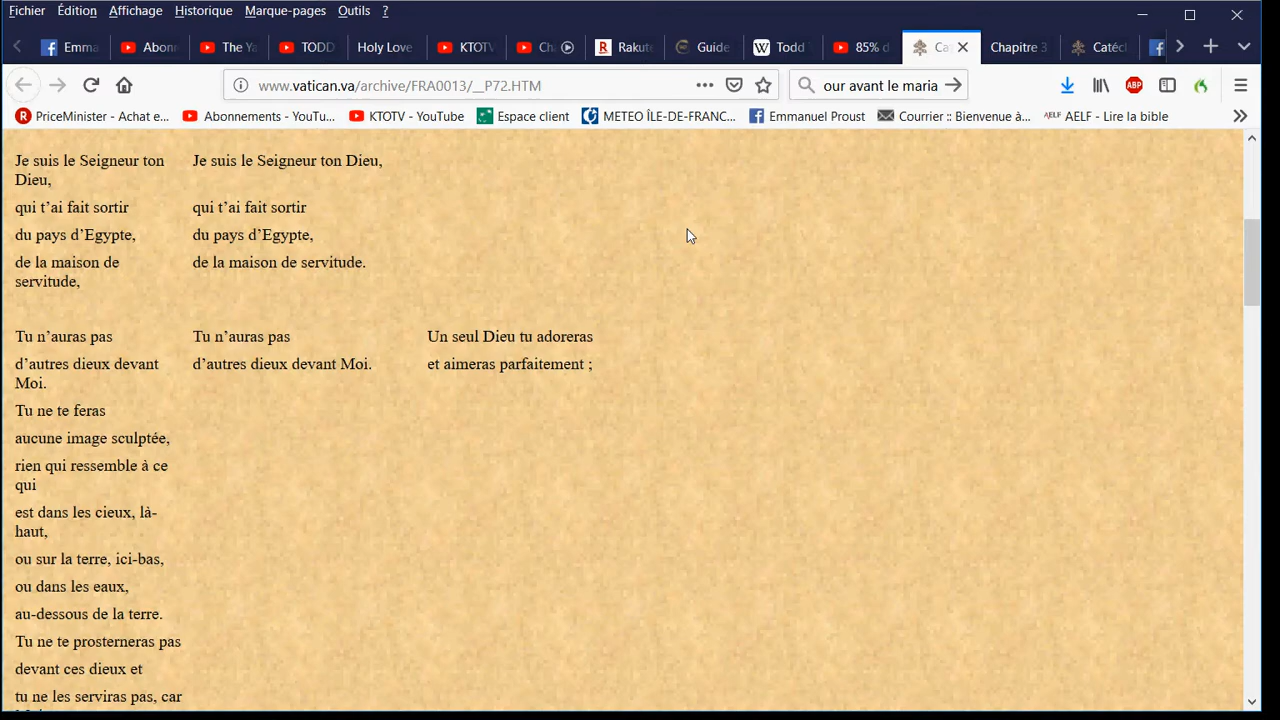 Fichier Édition Affichage Historique Marque-pages Outils ?
Emma Abonn The Ya TODD Holy Love KTOTV Cha Rakute Guide Todd 85% d Ca Chapitre 3 Catéch
www.vatican.va/archive/FRA0013/__P72.HTM our avant le maria
PriceMinister - Achat e... Abonnements - YouTu... KTOTV - YouTube Espace client METEO ÎLE-DE-FRANC... Emmanuel Proust Courrier :: Bienvenue à ... AELF AELF - Lire la bible
Je suis le Seigneur ton
Dieu,
qui t’ai fait sortir
du pays d’Egypte,
de la maison de
servitude,
Je suis le Seigneur ton Dieu,
qui t’ai fait sortir
du pays d’Egypte,
de la maison de servitude.
Tu n’auras pas
d’autres dieux devant
Moi.
Tu ne te feras
aucune image sculptée,
rien qui ressemble à ce
qui
est dans les cieux, là-
haut,
ou sur la terre, ici-bas,
ou dans les eaux,
au-dessous de la terre.
Tu ne te prosterneras pas
devant ces dieux et
tu ne les serviras pas, car
Tu n’auras pas
d’autres dieux devant Moi.
Un seul Dieu tu adoreras
et aimeras parfaitement ;